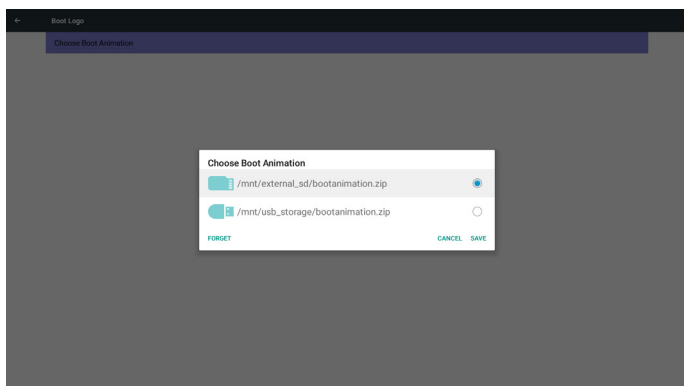 Boot Logo
Choose Boot Animation
Choose Boot Animation
/mnt/external_sd/bootanimation.zip
/mnt/usb_storage/bootanimation.zip
FORGET CANCEL SAVE